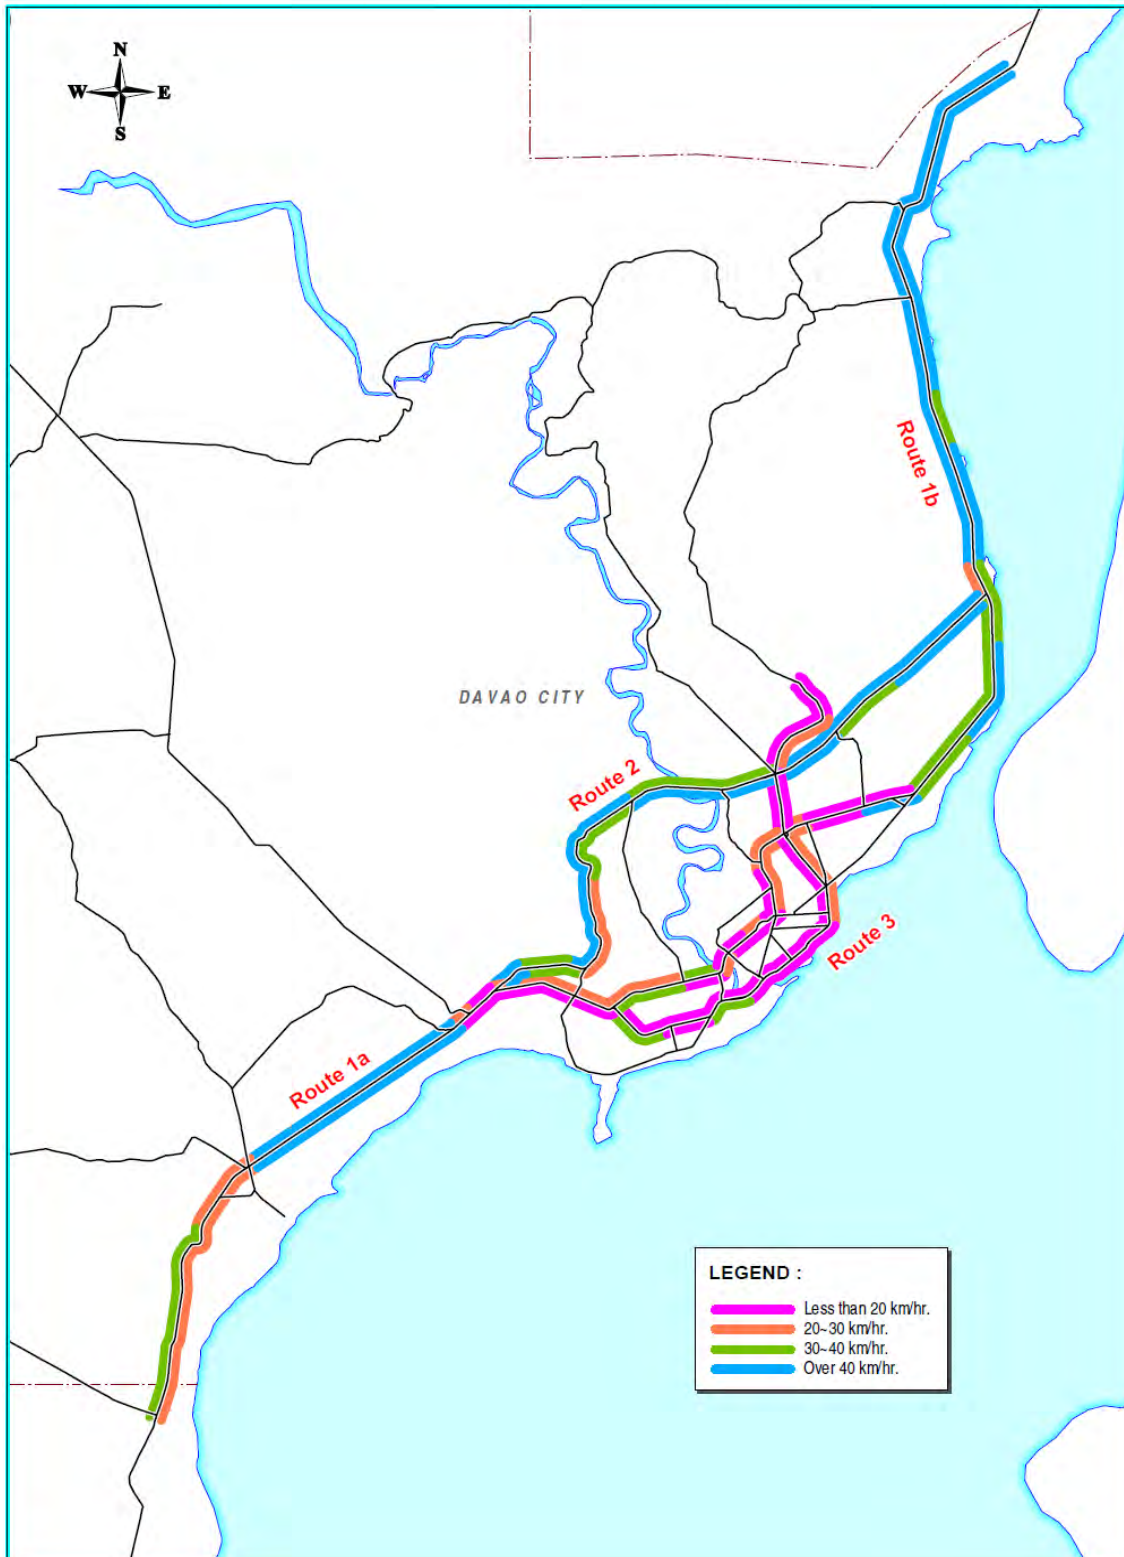 N
W E
S
Route 1b
DAVAO CITY
Route 2
Route 3
Route 1a
LEGEND :
Less than 20 km/hr.
20~30 km/hr.
30~40 km/hr.
Over 40 km/hr.